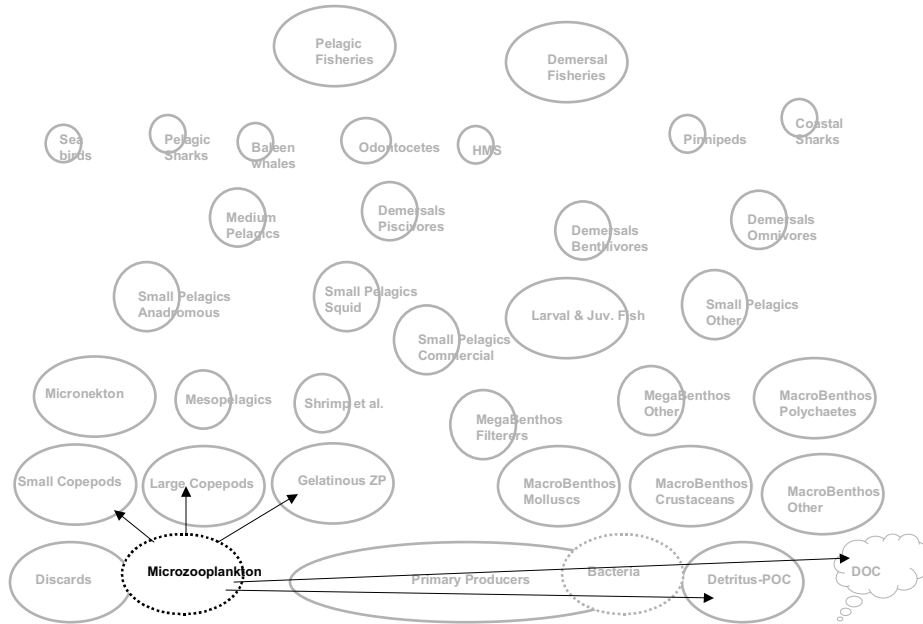 Pelagic
Fisheries
Demersal
Fisheries
Sea
birds
Pelagic
Sharks
Baleen
whales
Odontocetes
HMS
Pinnipeds
Coastal
Sharks
Medium
Pelagics
Demersals
Piscivores
Demersals
Benthivores
Demersals
Omnivores
Small Pelagics
Anadromous
Small Pelagics
Squid
Small Pelagics
Commercial
Larval & Juv. Fish
Small Pelagics
Other
Micronekton
Mesopelagics
Shrimp et al.
MegaBenthos
Filterers
MegaBenthos
Other
MacroBenthos
Polychaetes
Small Copepods
Large Copepods
Gelatinous ZP
MacroBenthos
Molluscs
MacroBenthos
Crustaceans
MacroBenthos
Other
Discards
Microzooplankton
Primary Producers
Bacteria
Detritus-POC
DOC